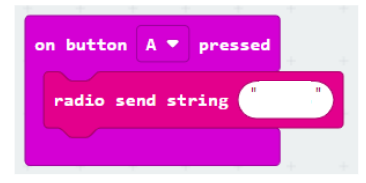 on button A pressed
radio send string " "